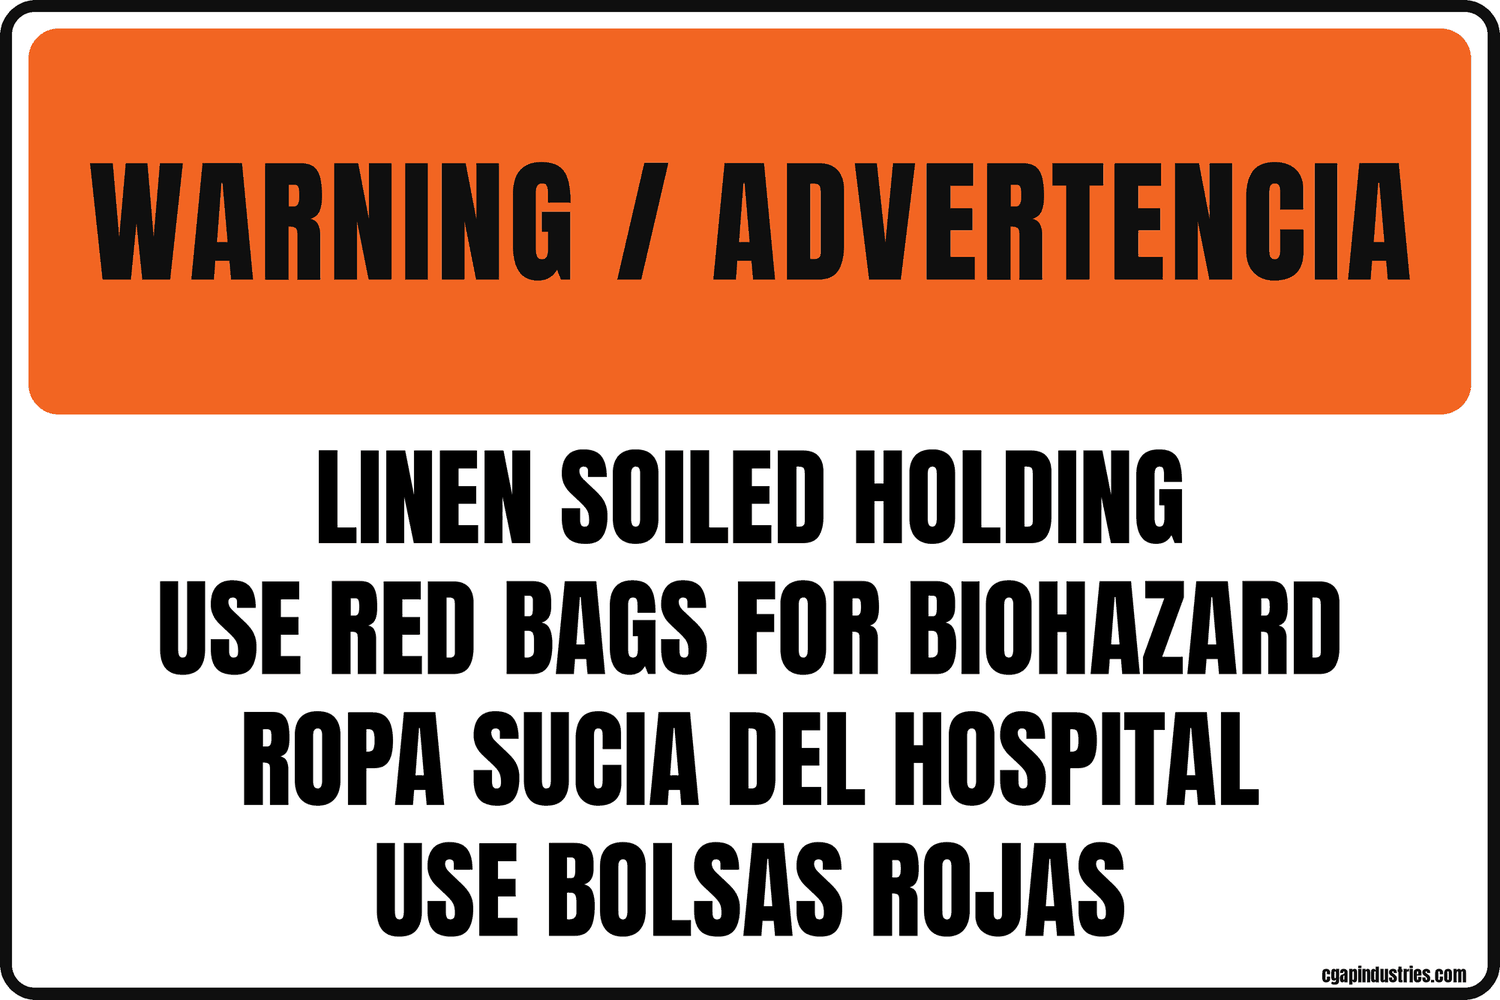 WARNING / ADVERTENCIA
LINEN SOILED HOLDING
USE RED BAGS FOR BIOHAZARD
ROPA SUCIA DEL HOSPITAL
USE BOLSAS ROJAS
cgapindustries.com